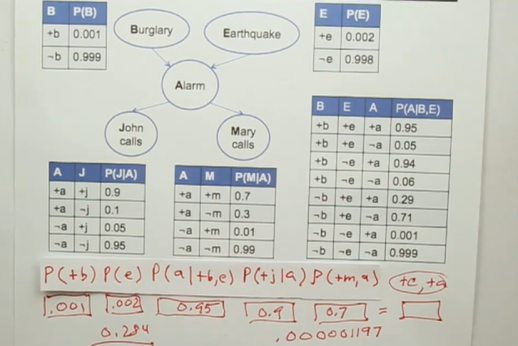 B P(B)
+b 0.001
¬b 0.999
Burglary
Earthquake
E P(E)
+e 0.002
¬e 0.998
Alarm
John
calls
Mary
calls
B E A P(A|B,E)
+b +e +a 0.95
+b +e ¬a 0.05
+b ¬e +a 0.94
+b ¬e ¬a 0.06
¬b +e +a 0.29
¬b +e ¬a 0.71
¬b ¬e +a 0.001
¬b ¬e ¬a 0.999
A J P(J|A)
+a +j 0.9
+a ¬j 0.1
¬a +j 0.05
¬a ¬j 0.95
A M P(M|A)
+a +m 0.7
+a ¬m 0.3
¬a +m 0.01
¬a ¬m 0.99
P(+b) P(e) P(a|+b,e) P(+j|a) P(+m,a) +e, +a
.001 .002 0.95 0.9 0.7 =
0.284 .000001197